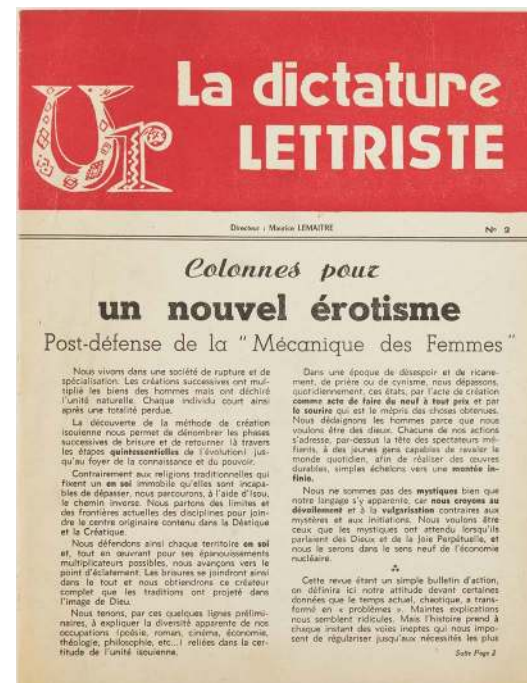 Ur
La dictature
LETTRISTE
Directeur : Maurice LEMAITRE
N° 2
Colonnes pour
un nouvel érotisme
Post-défense de la "Mécanique des Femmes"
Nous vivons dans une société de rupture et de
spécialisation. Les créations successives ont mul-
tiplié les biens des hommes mais ont déchiré
l'unité naturelle. Chaque individu court ainsi
après une totalité perdue.
La découverte de la méthode de création
isouienne nous permet de dénombrer les phases
successives de brisure et de retourner (à travers
les étapes quintessentielles de l'évolution) jus-
qu'au foyer de la connaissance et du pouvoir.
Contrairement aux religions traditionnelles qui
fixent un en soi immobile qu'elles sont incapa-
bles de dépasser, nous parcourons, à l'aide d'Isou,
le chemin inverse. Nous partons des limites et
des frontières actuelles des disciplines pour join-
dre le centre originaire contenu dans la Déstique
et la Créatique.
Nous défendons ainsi chaque territoire en soi
et, tout en œuvrant pour ses épanouissements
multiplicateurs possibles, nous avançons vers le
point d'éclatement. Les brisures se joindront ainsi
dans le tout et nous obtiendrons ce créateur
complet que les traditions ont projeté dans
l'image de Dieu.
Nous tenons, par ces quelques lignes prélimi-
naires, à expliquer la diversité apparente de nos
occupations (poésie, roman, cinéma, économie,
théologie, philosophie, etc...) reliées dans la cer-
titude de l'unité isouienne.
Dans une époque de désespoir et de ricane-
ment, de prière ou de cynisme, nous dépassons,
quotidiennement, ces états, par l'acte de création
comme acte de faire du neuf à tout prix et par
le sourire qui est le mépris des choses obtenues.
Nous dédaignons les hommes parce que nous
voulons être des dieux. Chacune de nos actions
s'adresse, par-dessus la tête des spectateurs mé-
fiants, à des jeunes gens capables de ravaler le
monde quotidien, afin de réaliser des œuvres
durables, simples échelons vers une montée in-
finie.
Nous ne sommes pas des mystiques bien que
notre langage s'y apparente, car nous croyons au
dévoilement et à la vulgarisation contraires aux
mystères et aux initiations. Nous voulons être
ceux que les mystiques ont attendu lorsqu'ils
parlaient des Dieux et de la Joie Perpétuelle, et
nous le serons dans le sens neuf de l'économie
nucléaire.
Cette revue étant un simple bulletin d'action,
on définira ici notre attitude devant certaines
données que le temps actuel, chaotique, a trans-
formé en « problèmes ». Maintes explications
nous semblent ridicules. Mais l'histoire prend à
chaque instant des voies ineptes qui nous impo-
sent de régulariser jusqu'aux nécessités les plus
Suite Page 2